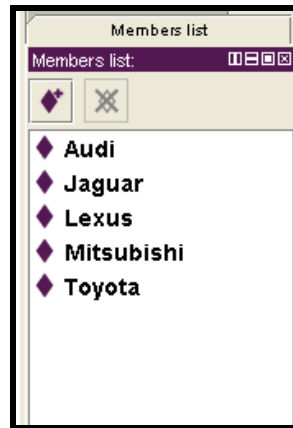 Members list
Members list:
Audi
Jaguar
Lexus
Mitsubishi
Toyota